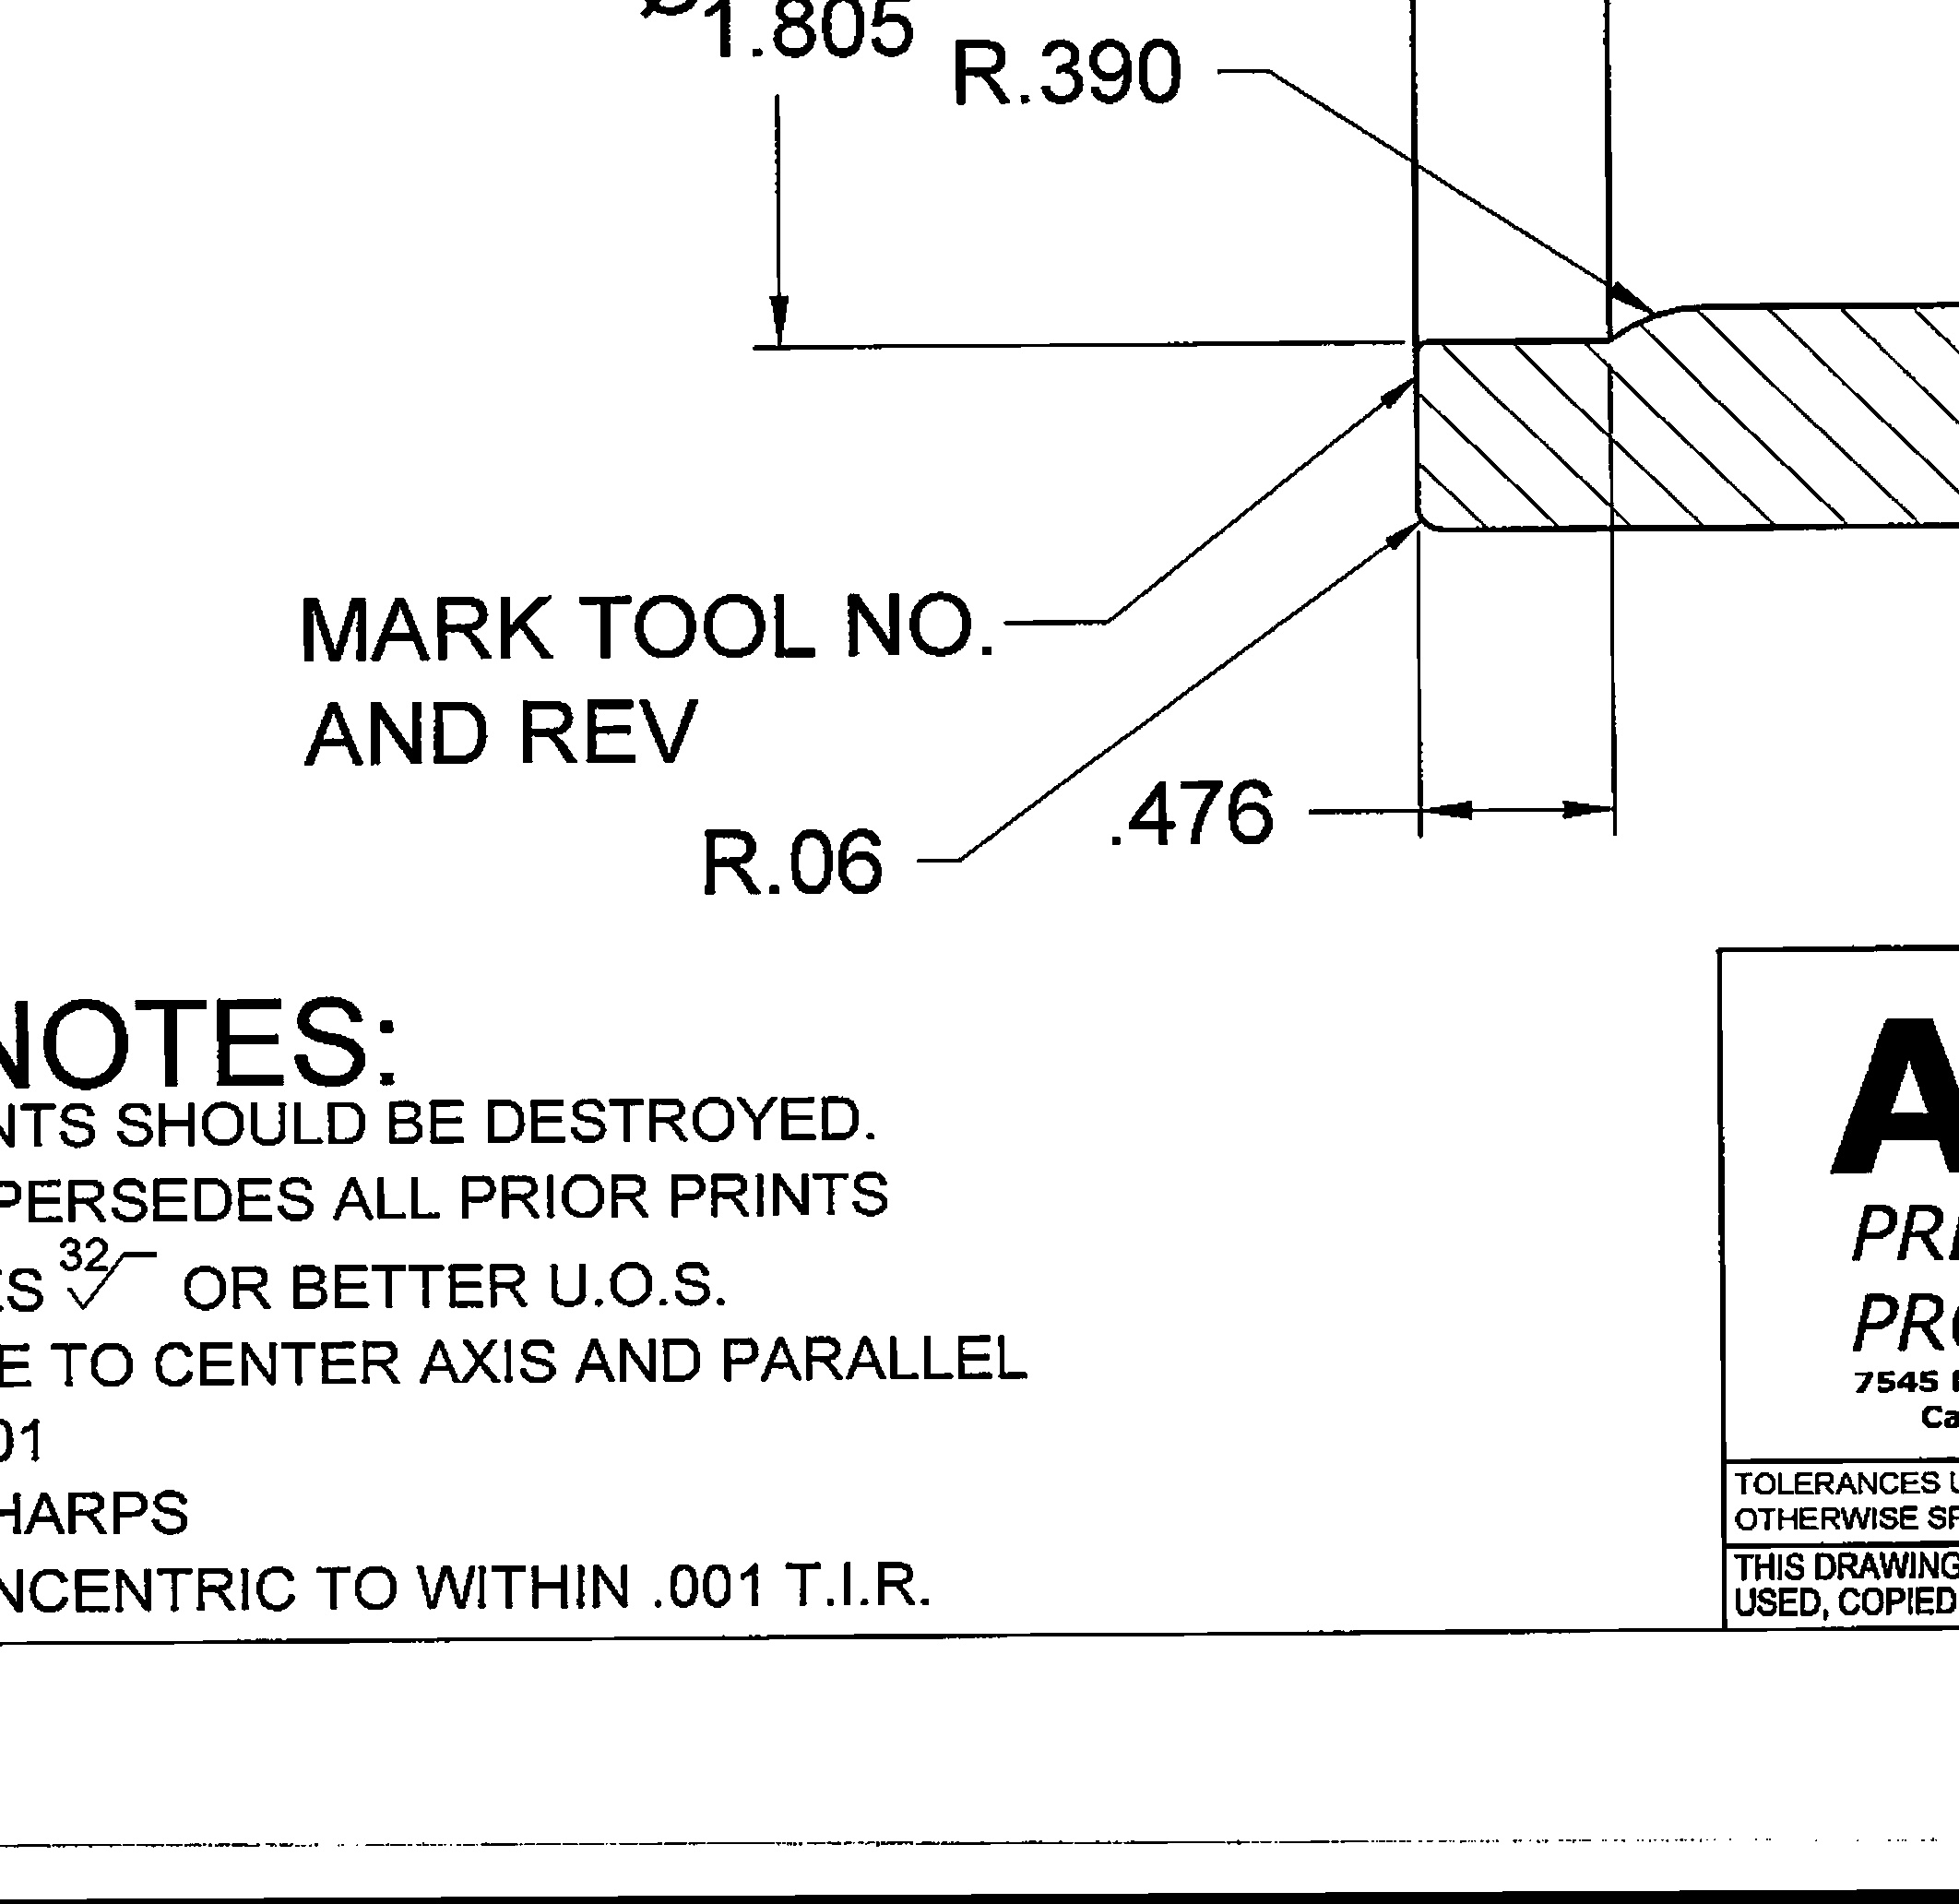 Ø1.805
R.390
MARK TOOL NO.
AND REV
.476
R.06
NOTES:
NTS SHOULD BE DESTROYED.
PERSEDES ALL PRIOR PRINTS
ES 32 OR BETTER U.O.S.
E TO CENTER AXIS AND PARALLEL
01
HARPS
NCENTRIC TO WITHIN .001 T.I.R.
A
PRE
PRO
7545
Ca
TOLERANCES U
OTHERWISE SP
THIS DRAWING
USED, COPIED